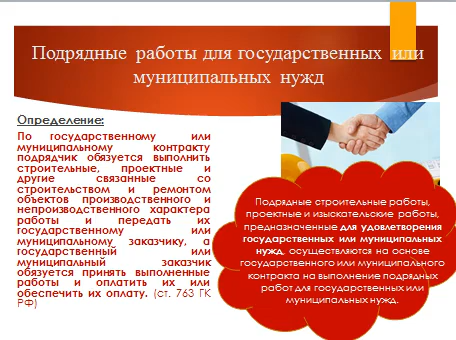 Подрядные работы для государственных или
муниципальных нужд
Определение:
По государственному или
муниципальному контракту
подрядчик обязуется выполнить
строительные, проектные и
другие связанные со
строительством и ремонтом
объектов производственного и
непроизводственного характера
работы и передать их
государственному или
муниципальному заказчику, а
государственный или
муниципальный заказчик
обязуется принять выполненные
работы и оплатить их или
обеспечить их оплату. (ст. 763 ГК
РФ)
Подрядные строительные работы,
проектные и изыскательские работы,
предназначенные для удовлетворения
государственных или муниципальных
нужд, осуществляются на основе
государственного или муниципального
контракта на выполнение подрядных
работ для государственных или
муниципальных нужд.